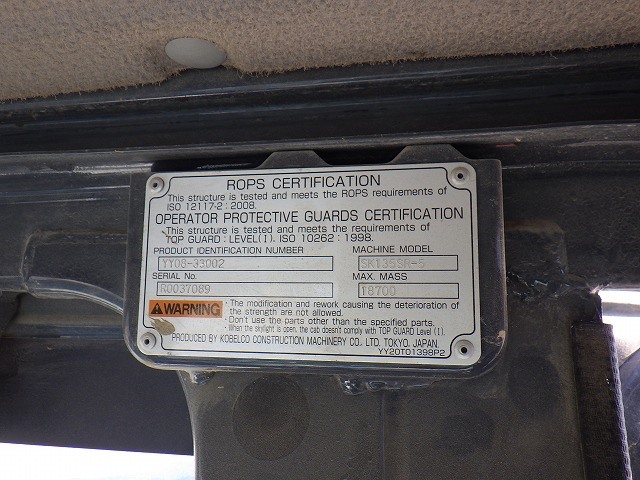 ROPS CERTIFICATION
This structure is tested and meets the ROPS requirements of
ISO 12117-2 : 2008.
OPERATOR PROTECTIVE GUARDS CERTIFICATION
This structure is tested and meets the requirements of
TOP GUARD : LEVEL(I). ISO 10262 : 1998.
PRODUCT IDENTIFICATION NUMBER MACHINE MODEL
YY08-33002 SK135SR-5
SERIAL No. MAX. MASS
R0037089 18700
WARNING
· The modification and rework causing the deterioration of
the strength are not allowed.
· Don't use the parts other than the specified parts.
· When the skylight is open, the cab doesn't comply with TOP GUARD Level (I).
PRODUCED BY KOBELCO CONSTRUCTION MACHINERY CO., LTD. TOKYO, JAPAN.
YY20T01398P2